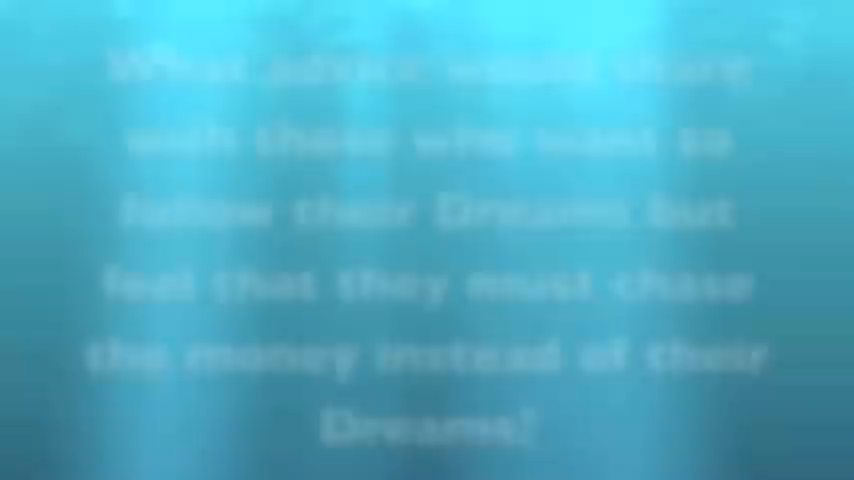 What advice would share
with those who want to
follow their Dreams but
feel that they must chase
the money instead of their
Dreams?